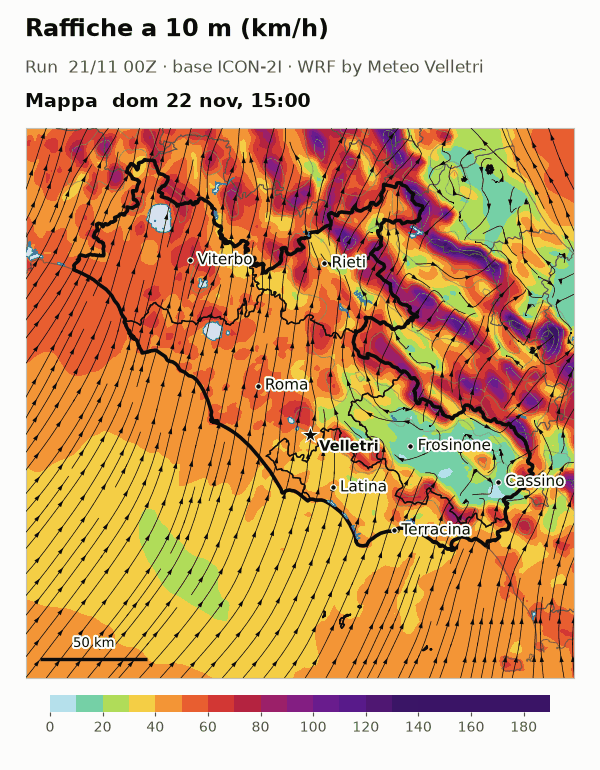 Raffiche a 10 m (km/h)
Run  21/11 00Z · base ICON-2I · WRF by Meteo Velletri
Mappa  dom 22 nov, 15:00
Viterbo
Rieti
Roma
Velletri
Frosinone
Cassino
Latina
Terracina
50 km
0 20 40 60 80 100 120 140 160 180